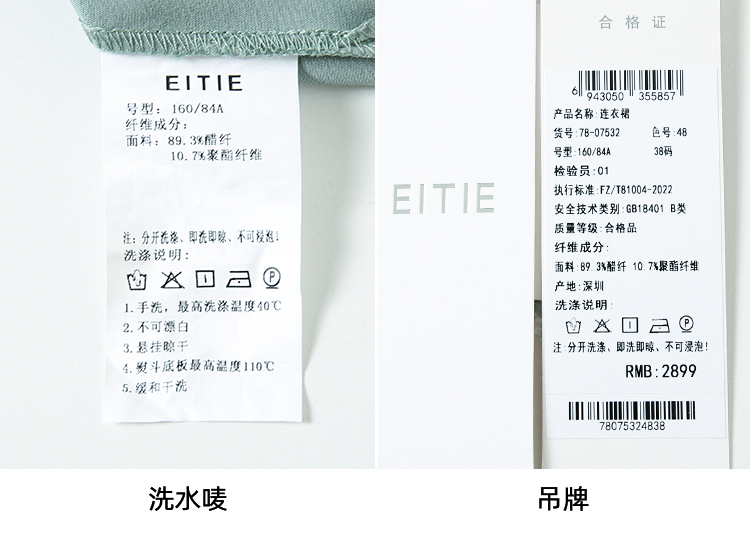 EITIE
号型: 160/84A
纤维成分:
面料: 89.3%醋纤
10.7%聚酯纤维
注: 分开洗涤、即洗即晾、不可浸泡!
洗涤说明:
P
1.手洗，最高洗涤温度40℃
2.不可漂白
3.悬挂晾干
4.熨斗底板最高温度110℃
5.缓和干洗
洗水唛
EITIE
合格证
6 943050 355857
产品名称:连衣裙
货号:78-07532 色号:48
号型:160/84A 38码
检验员:01
执行标准:FZ/T81004-2022
安全技术类别:GB18401 B类
质量等级:合格品
纤维成分:
面料:89.3%醋纤 10.7%聚酯纤维
产地:深圳
洗涤说明:
P
注:分开洗涤、即洗即晾、不可浸泡!
RMB:2899
78075324838
吊牌